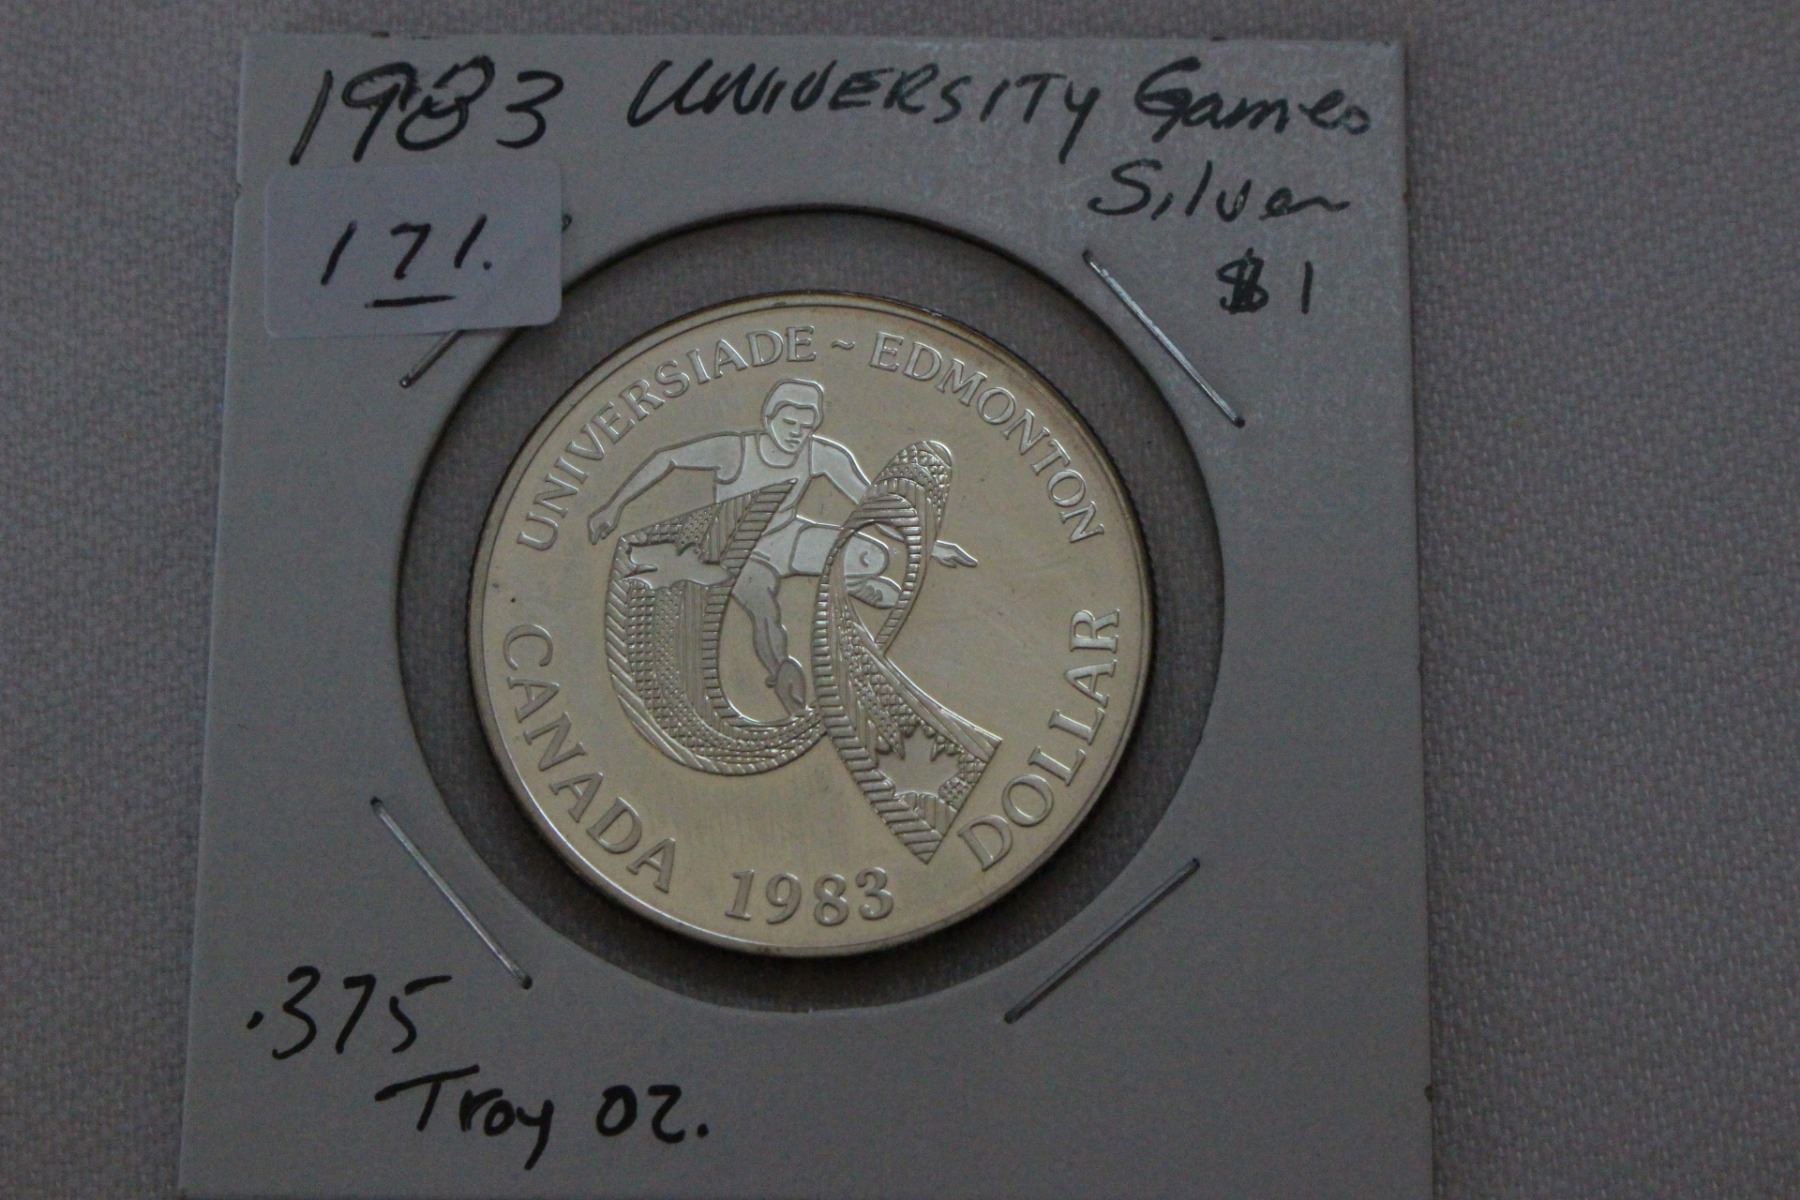 1983 UNIVERSITY Games
Silver
$1
171.
UNIVERSIADE ~ EDMONTON
CANADA 1983 DOLLAR
.375
Troy oz.